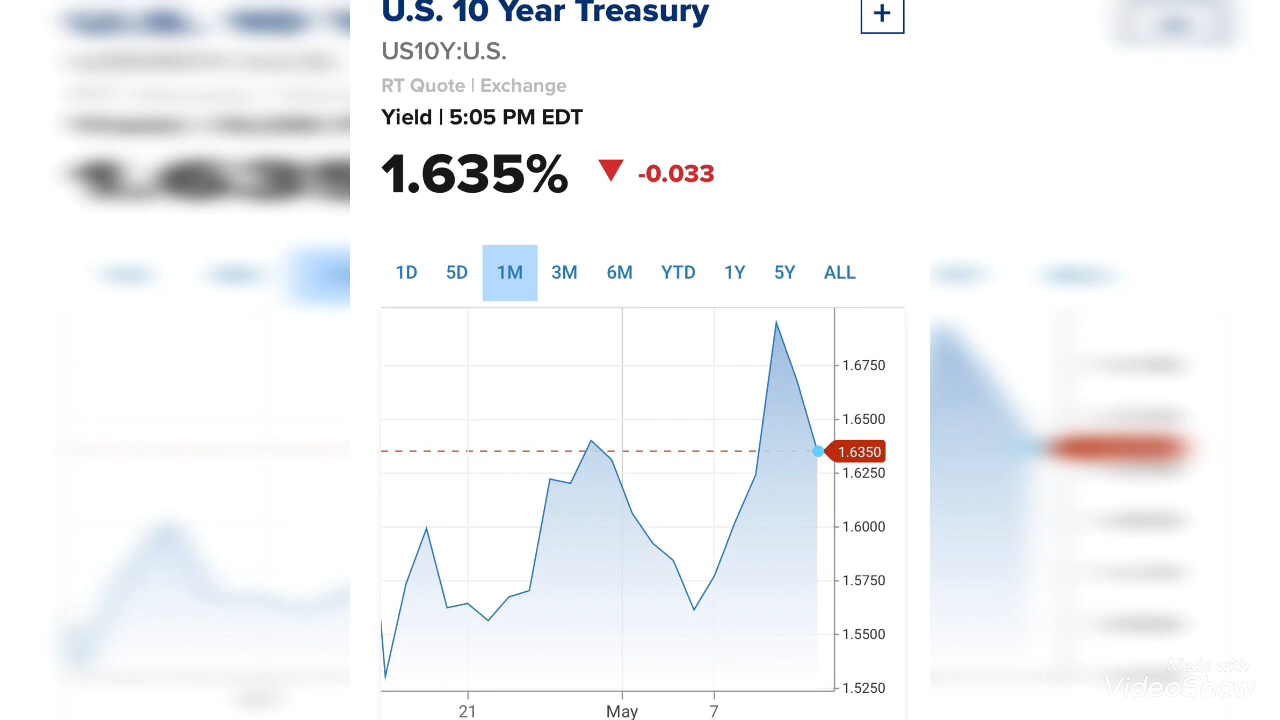 U.S. 10 Year Treasury
+
US10Y:U.S.
RT Quote | Exchange
Yield | 5:05 PM EDT
1.635% ▼ -0.033
1D 5D 1M 3M 6M YTD 1Y 5Y ALL
1.6750
1.6500
1.6350
1.6250
1.6000
1.5750
1.5500
1.5250
21 May 7
Made with
VideoShow